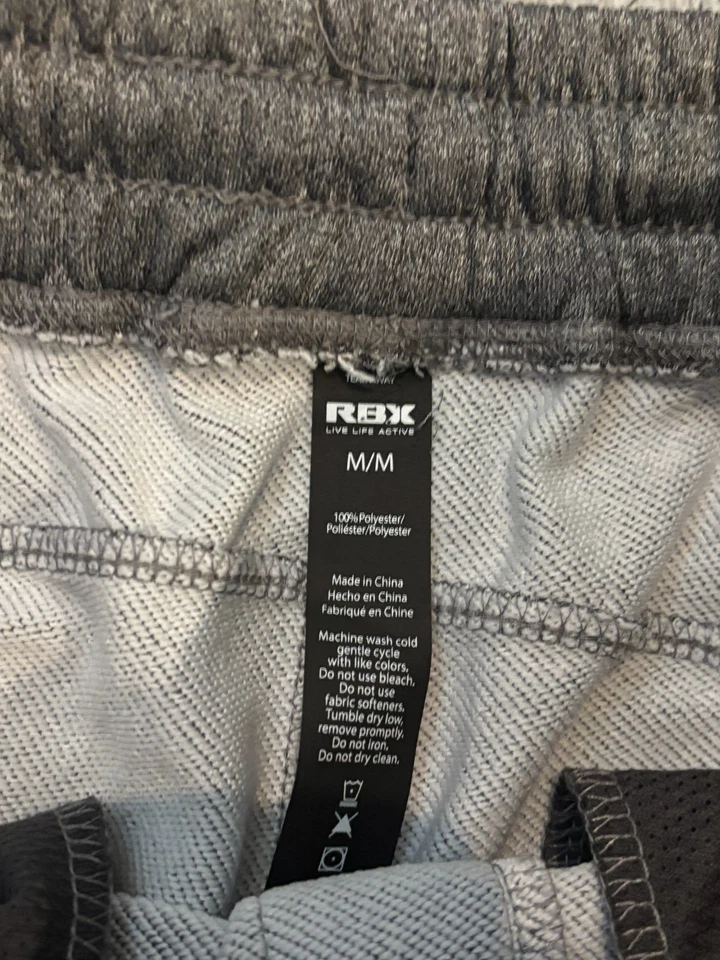 RBX
LIVE LIFE ACTIVE
M/M
100% Polyester/
Poliéster/Polyester
Made in China
Hecho en China
Fabriqué en Chine
Machine wash cold
gentle cycle
with like colors,
Do not use bleach,
Do not use
fabric softeners,
Tumble dry low,
remove promptly.
Do not iron,
Do not dry clean.